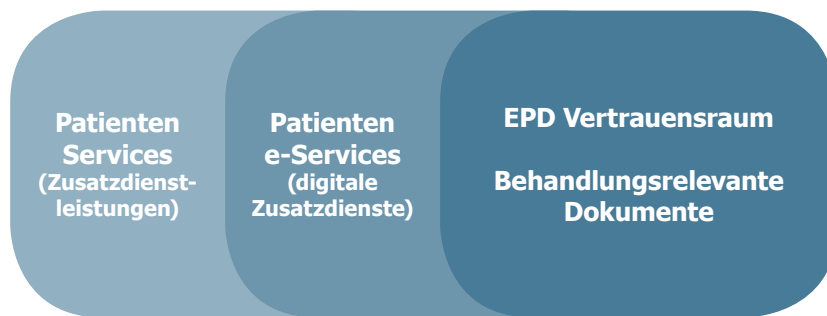 Patienten
Services
(Zusatzdienst-
leistungen)
Patienten
e-Services
(digitale
Zusatzdienste)
EPD Vertrauensraum
Behandlungsrelevante
Dokumente